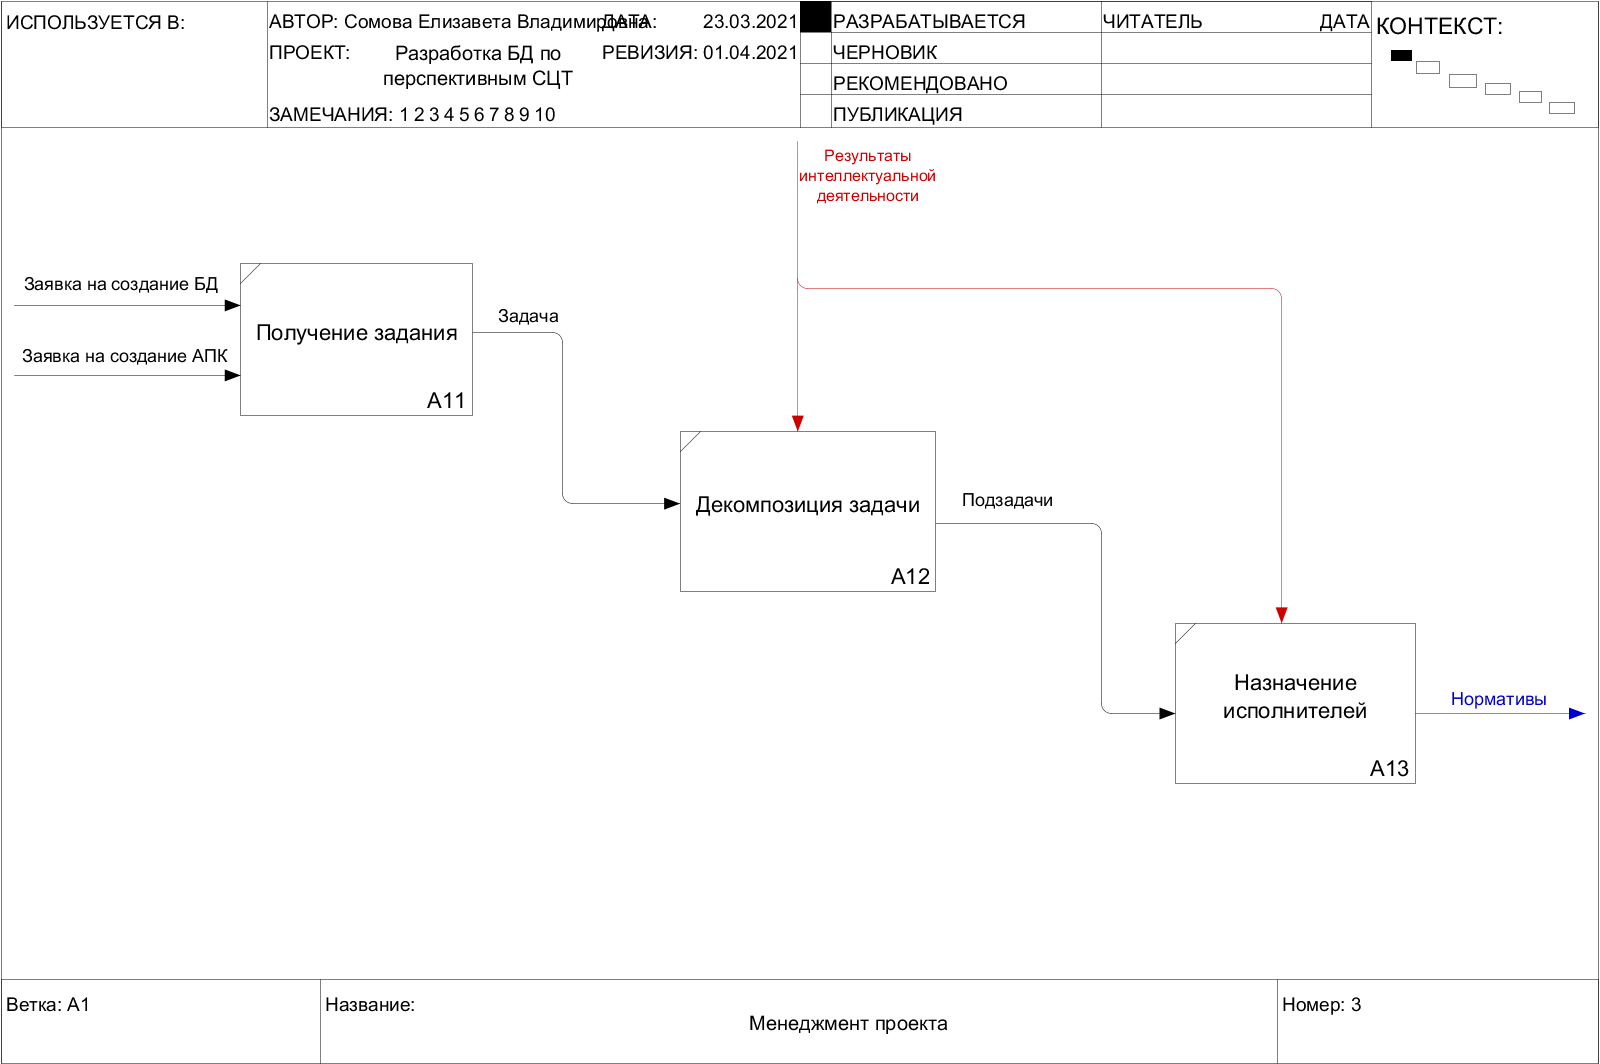 ИСПОЛЬЗУЕТСЯ В:
АВТОР: Сомова Елизавета Владимировна
ДАТА: 23.03.2021
ПРОЕКТ: Разработка БД по
перспективным СЦТ
РЕВИЗИЯ: 01.04.2021
ЗАМЕЧАНИЯ: 1 2 3 4 5 6 7 8 9 10
РАЗРАБАТЫВАЕТСЯ
ЧЕРНОВИК
РЕКОМЕНДОВАНО
ПУБЛИКАЦИЯ
ЧИТАТЕЛЬ
ДАТА
КОНТЕКСТ:
Результаты
интеллектуальной
деятельности
Заявка на создание БД
Заявка на создание АПК
Получение задания
A11
Задача
Декомпозиция задачи
A12
Подзадачи
Назначение
исполнителей
A13
Нормативы
Ветка: A1
Название:
Менеджмент проекта
Номер: 3